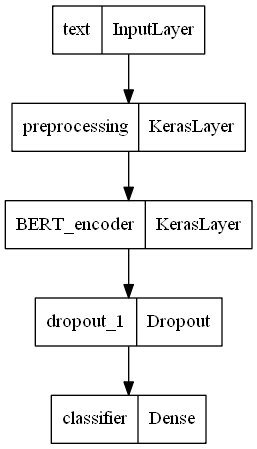 text InputLayer
preprocessing KerasLayer
BERT_encoder KerasLayer
dropout_1 Dropout
classifier Dense